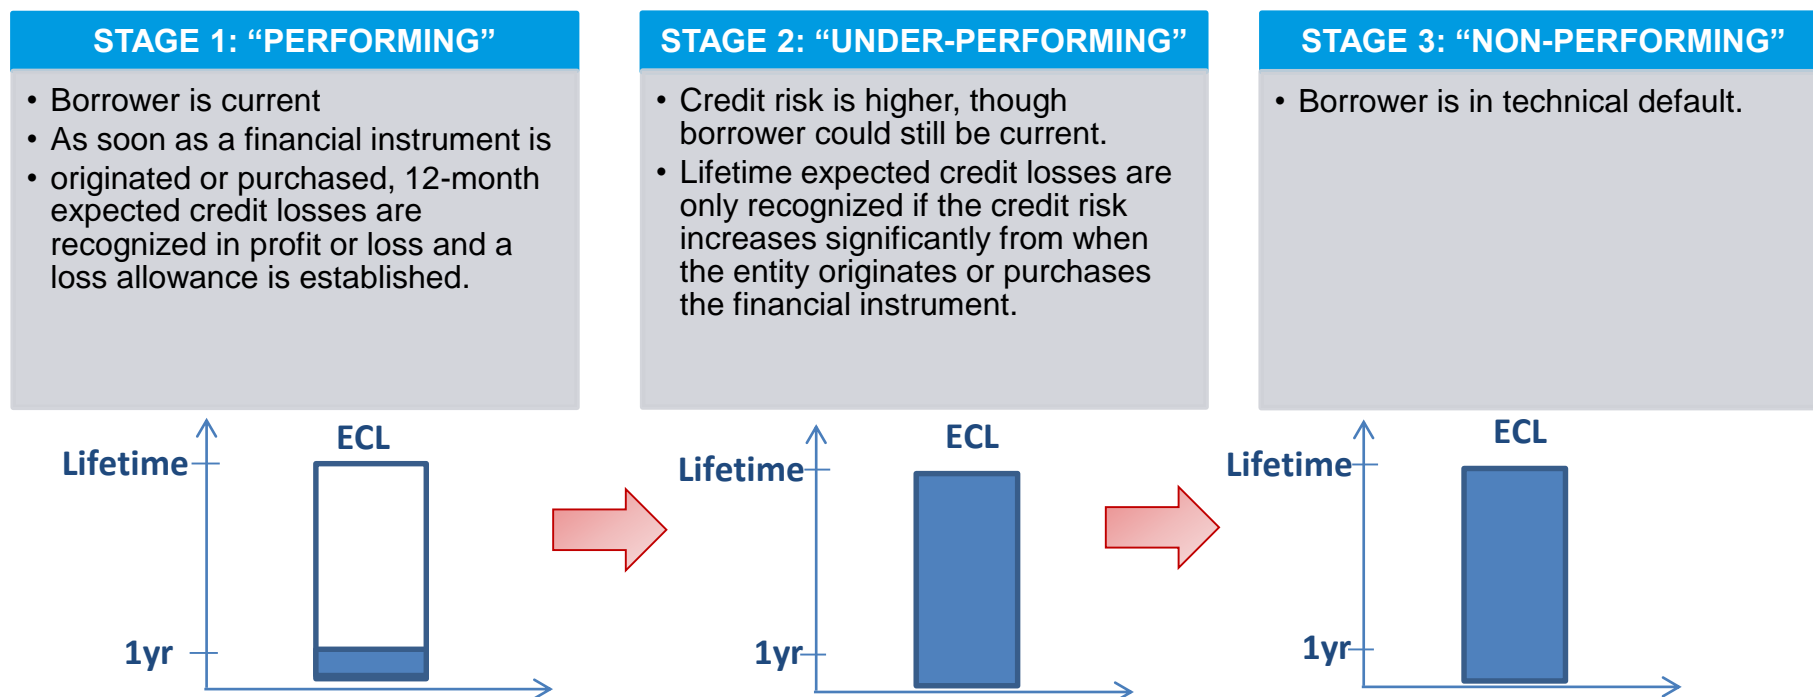 STAGE 1: “PERFORMING”
• Borrower is current
• As soon as a financial instrument is
• originated or purchased, 12-month
expected credit losses are
recognized in profit or loss and a
loss allowance is established.
STAGE 2: “UNDER-PERFORMING”
• Credit risk is higher, though
borrower could still be current.
• Lifetime expected credit losses are
only recognized if the credit risk
increases significantly from when
the entity originates or purchases
the financial instrument.
STAGE 3: “NON-PERFORMING”
• Borrower is in technical default.
ECL
Lifetime
1yr
ECL
Lifetime
1yr
ECL
Lifetime
1yr